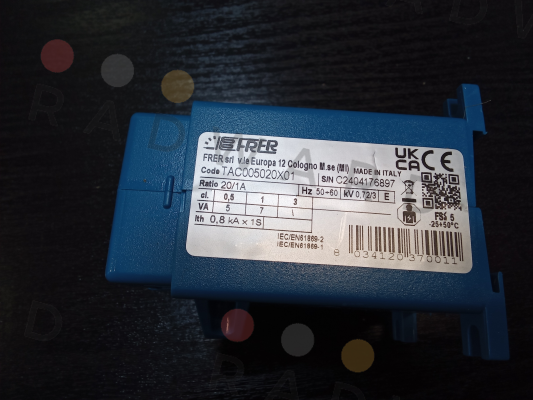 FRER
FRER srl v.le Europa 12 Cologno M.se (MI) MADE IN ITALY
Code TAC005020X01 S/N C2404176897
Ratio 20/1A Hz 50÷60 kV 0,72/3 E
cl. 0,5 1 3
VA 5 7 \
Ith 0,8 kA x 1S
FS: 5
-25+50°C
IEC/EN61869-2
IEC/EN61869-1
8 034120 370011
UK
CA CE